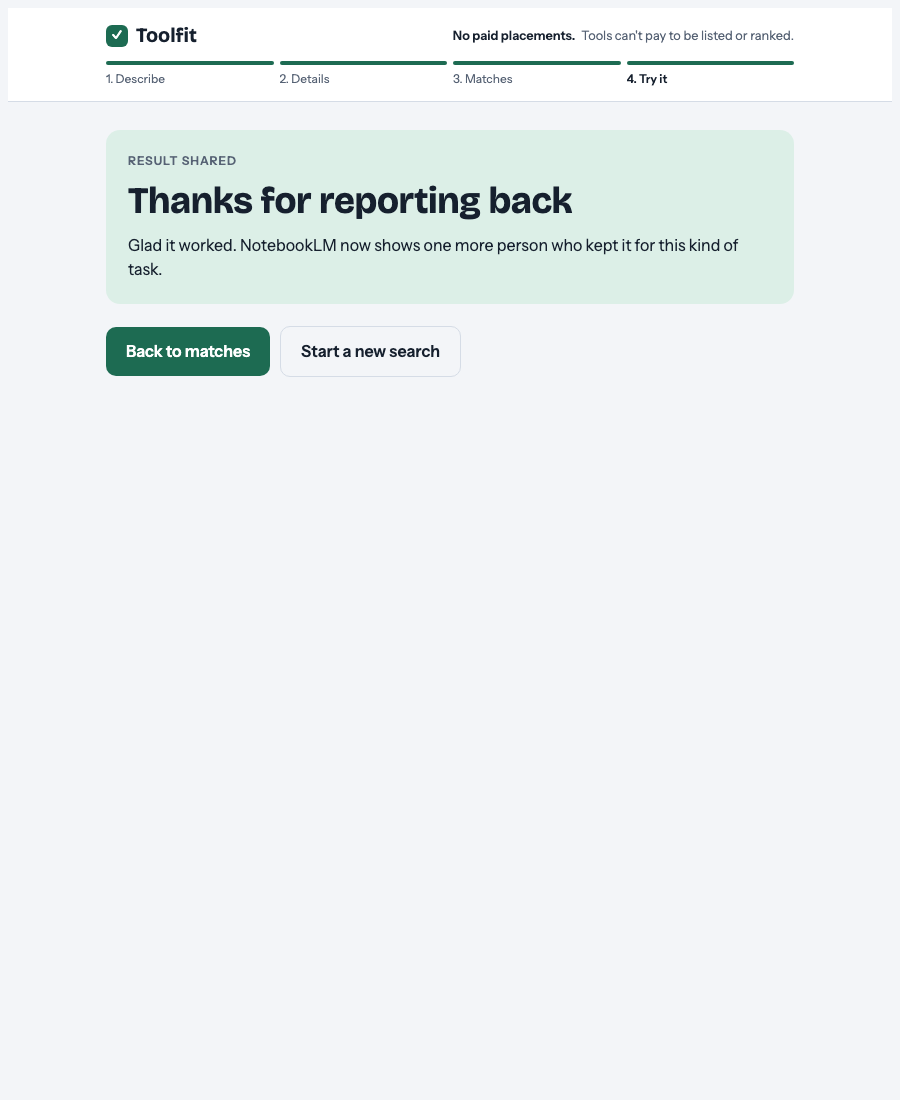 Toolfit
No paid placements. Tools can't pay to be listed or ranked.
1. Describe
2. Details
3. Matches
4. Try it
RESULT SHARED
Thanks for reporting back
Glad it worked. NotebookLM now shows one more person who kept it for this kind of
task.
Back to matches
Start a new search